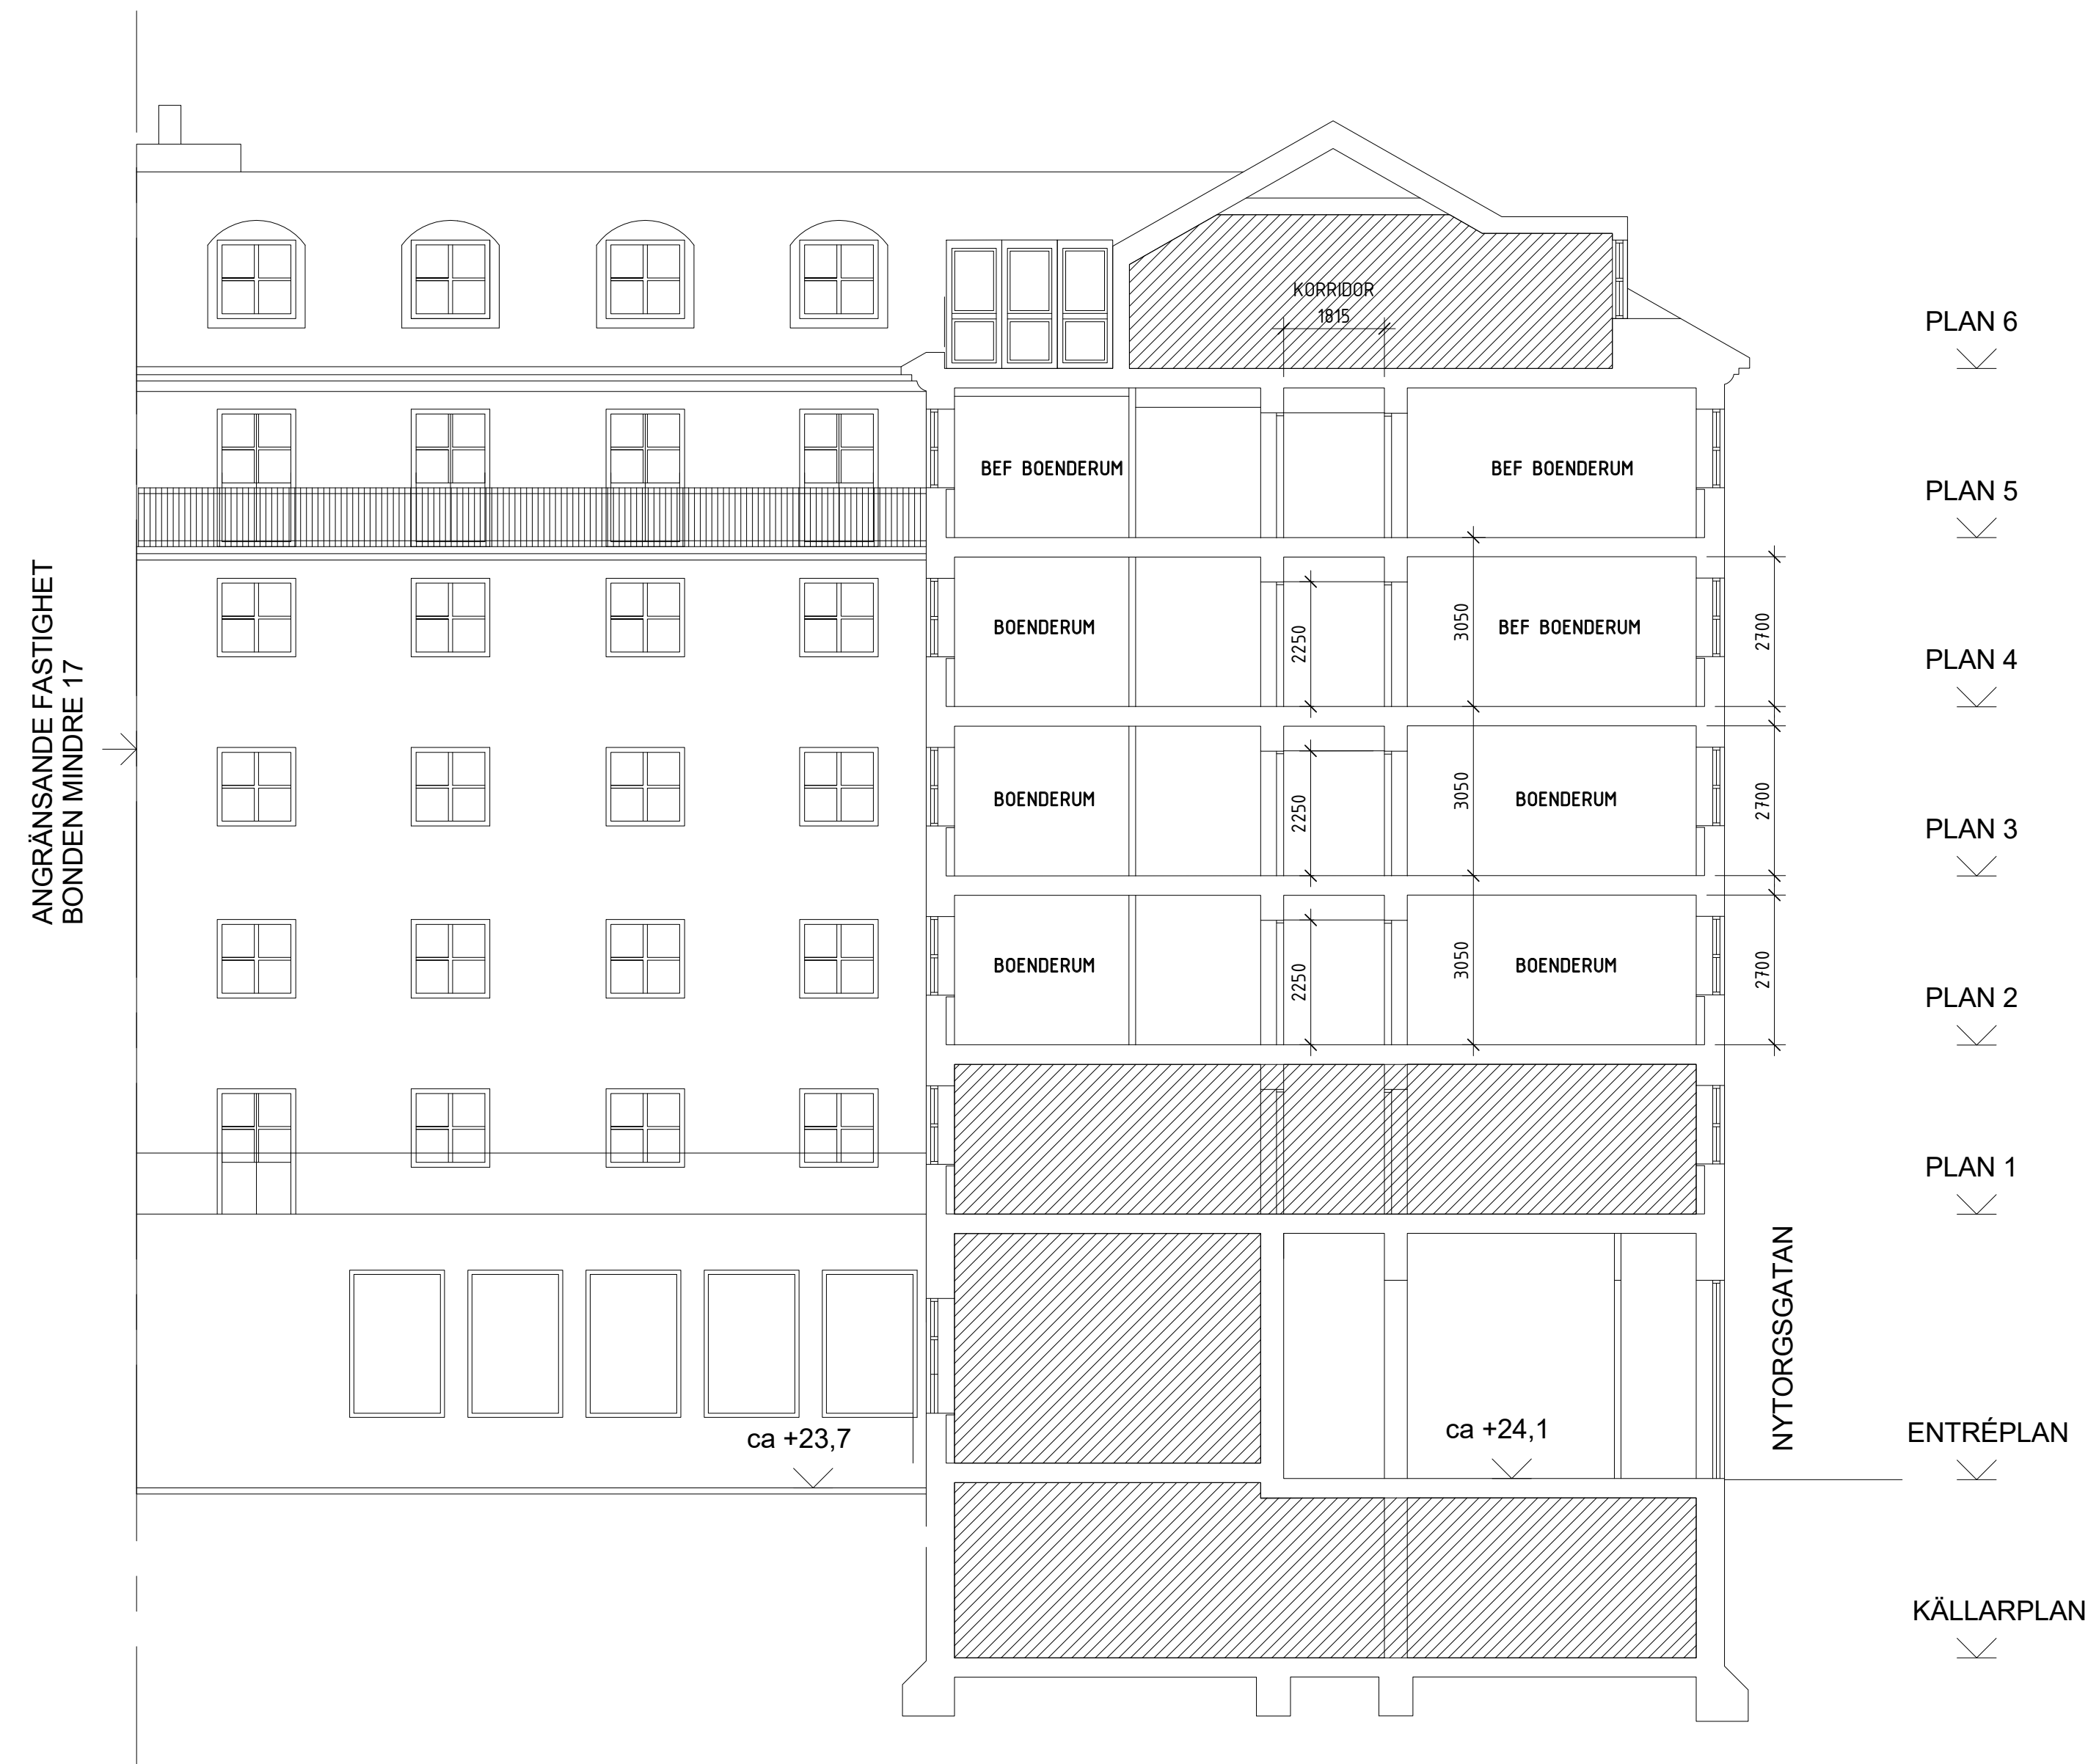 KORRIDOR
1815
PLAN 6
BEF BOENDERUM
BEF BOENDERUM
PLAN 5
ANGRÄNSANDE FASTIGHET
BONDEN MINDRE 17
BOENDERUM
2250
3050
BEF BOENDERUM
2700
PLAN 4
BOENDERUM
2250
3050
BOENDERUM
2700
PLAN 3
BOENDERUM
2250
3050
BOENDERUM
2700
PLAN 2
PLAN 1
NYTORGSGATAN
ca +23,7
ca +24,1
ENTRÉPLAN
KÄLLARPLAN